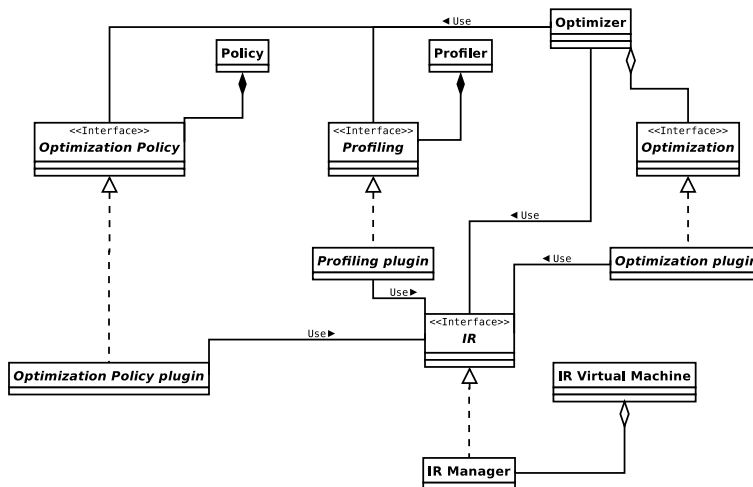 ◄ Use
Optimizer
Policy
Profiler
<<Interface>>
Optimization Policy
<<Interface>>
Profiling
<<Interface>>
Optimization
◄ Use
Profiling plugin
◄ Use
Optimization plugin
Use ►
<<Interface>>
IR
Use ►
Optimization Policy plugin
IR Virtual Machine
IR Manager